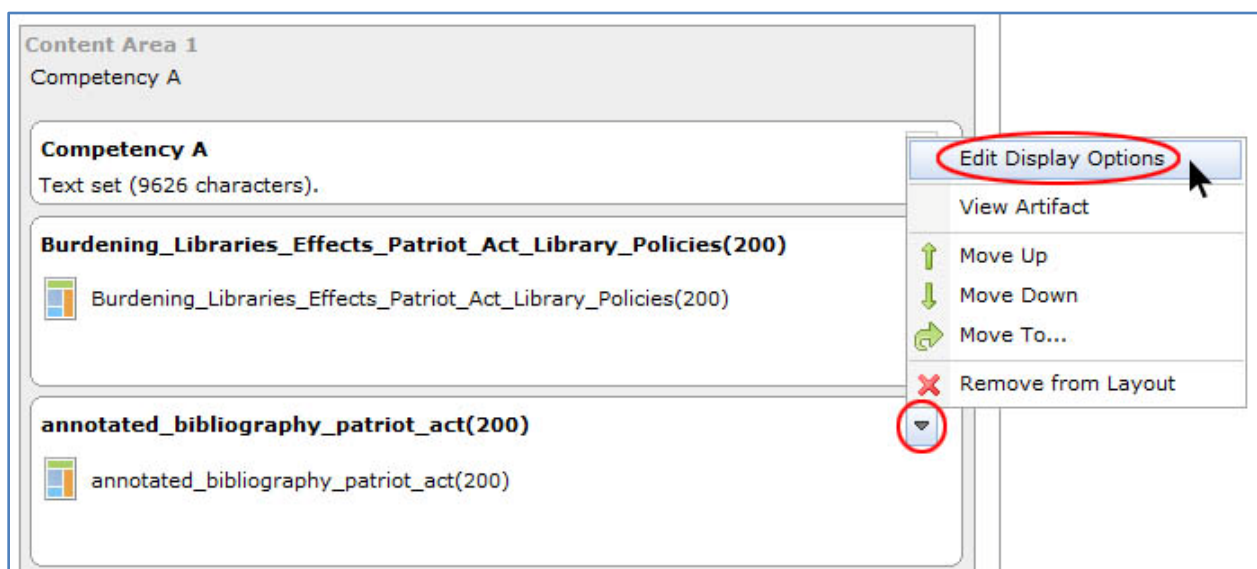 Content Area 1
Competency A
Competency A
Text set (9626 characters).
Burdening_Libraries_Effects_Patriot_Act_Library_Policies(200)
Burdening_Libraries_Effects_Patriot_Act_Library_Policies(200)
annotated_bibliography_patriot_act(200)
annotated_bibliography_patriot_act(200)
Edit Display Options
View Artifact
Move Up
Move Down
Move To...
Remove from Layout